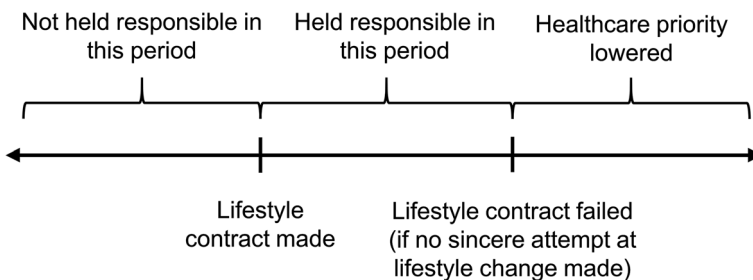 Not held responsible in
this period
Held responsible in
this period
Healthcare priority
lowered
Lifestyle
contract made
Lifestyle contract failed
(if no sincere attempt at
lifestyle change made)